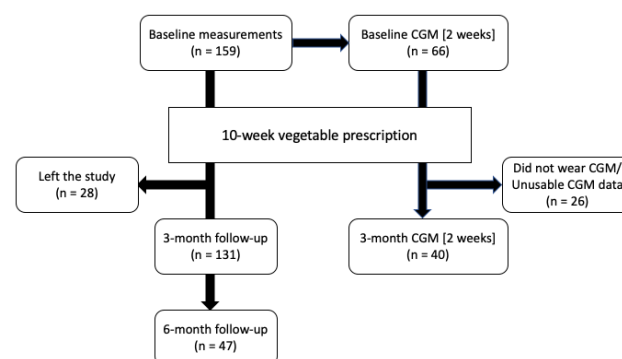 Baseline measurements
(n = 159)
Baseline CGM [2 weeks]
(n = 66)
10-week vegetable prescription
Left the study
(n = 28)
Did not wear CGM/
Unusable CGM data
(n = 26)
3-month follow-up
(n = 131)
3-month CGM [2 weeks]
(n = 40)
6-month follow-up
(n = 47)